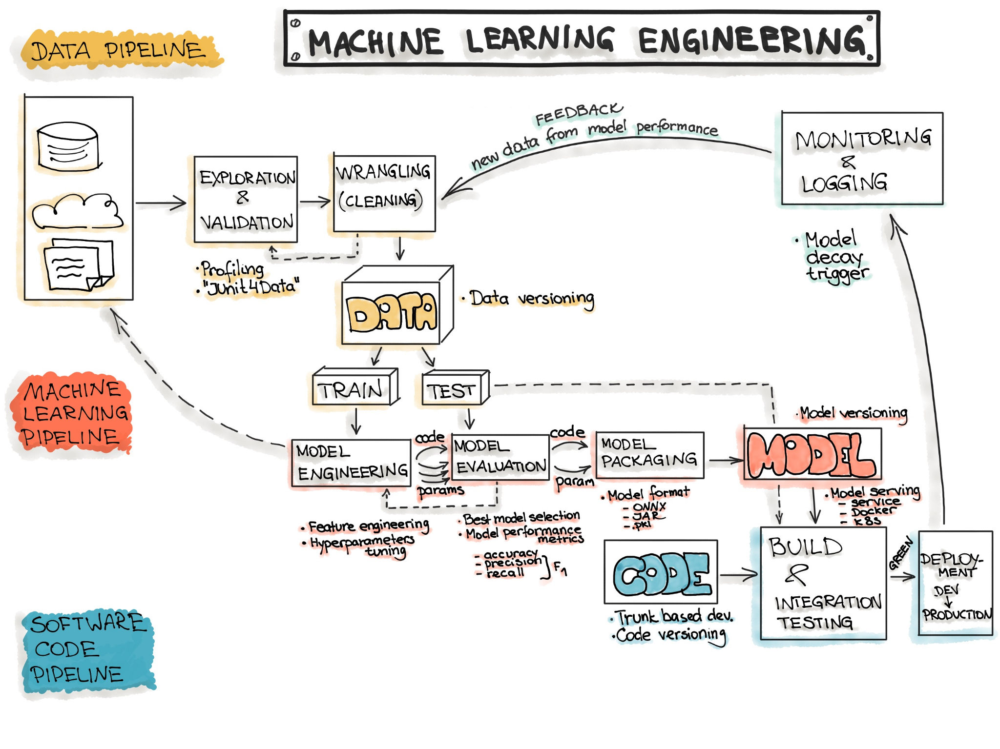 MACHINE LEARNING ENGINEERING
DATA PIPELINE
EXPLORATION
&
VALIDATION
• Profiling
• "JUnit4Data"
WRANGLING
(CLEANING)
FEEDBACK
new data from model performance
MONITORING
&
LOGGING
• Model
decay
trigger
DATA
• Data versioning
TRAIN
TEST
MACHINE
LEARNING
PIPELINE
MODEL
ENGINEERING
• Feature engineering
• Hyperparameters
tuning
code
params
MODEL
EVALUATION
• Best model selection
• Model performance
metrics
- accuracy
- precision
- recall
F1
code
param
MODEL
PACKAGING
• Model format
- ONNX
- JAR
- .pkl
• Model versioning
MODEL
• Model serving
- service
- Docker
- K8S
SOFTWARE
CODE
PIPELINE
CODE
• Trunk based dev.
• Code versioning
BUILD
&
INTEGRATION
TESTING
GREEN
DEPLOY-
MENT
DEV
PRODUCTION